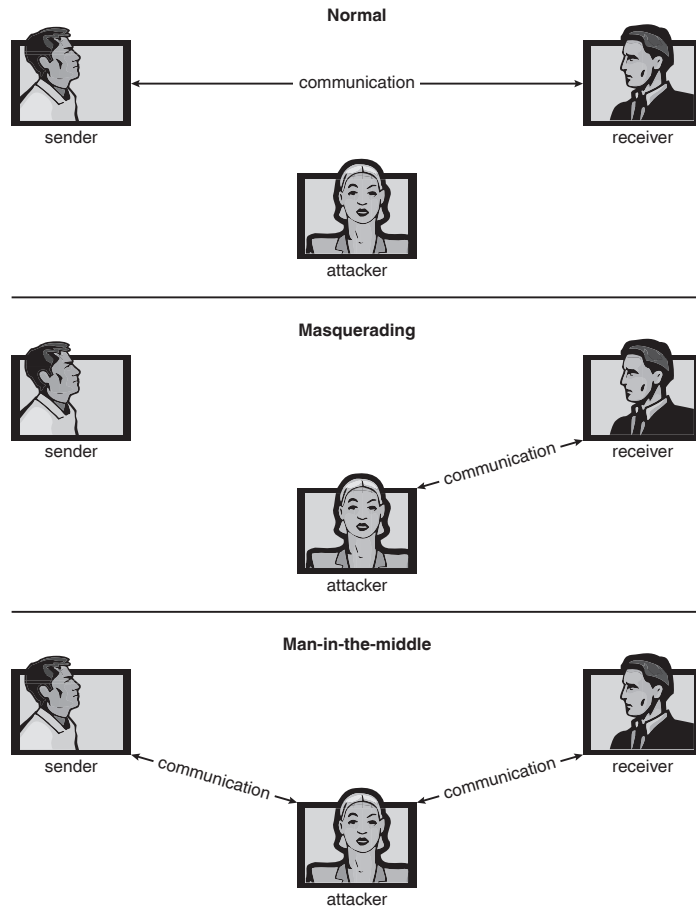 Normal
communication
sender
receiver
attacker
Masquerading
sender
communication
receiver
attacker
Man-in-the-middle
sender
communication
communication
receiver
attacker